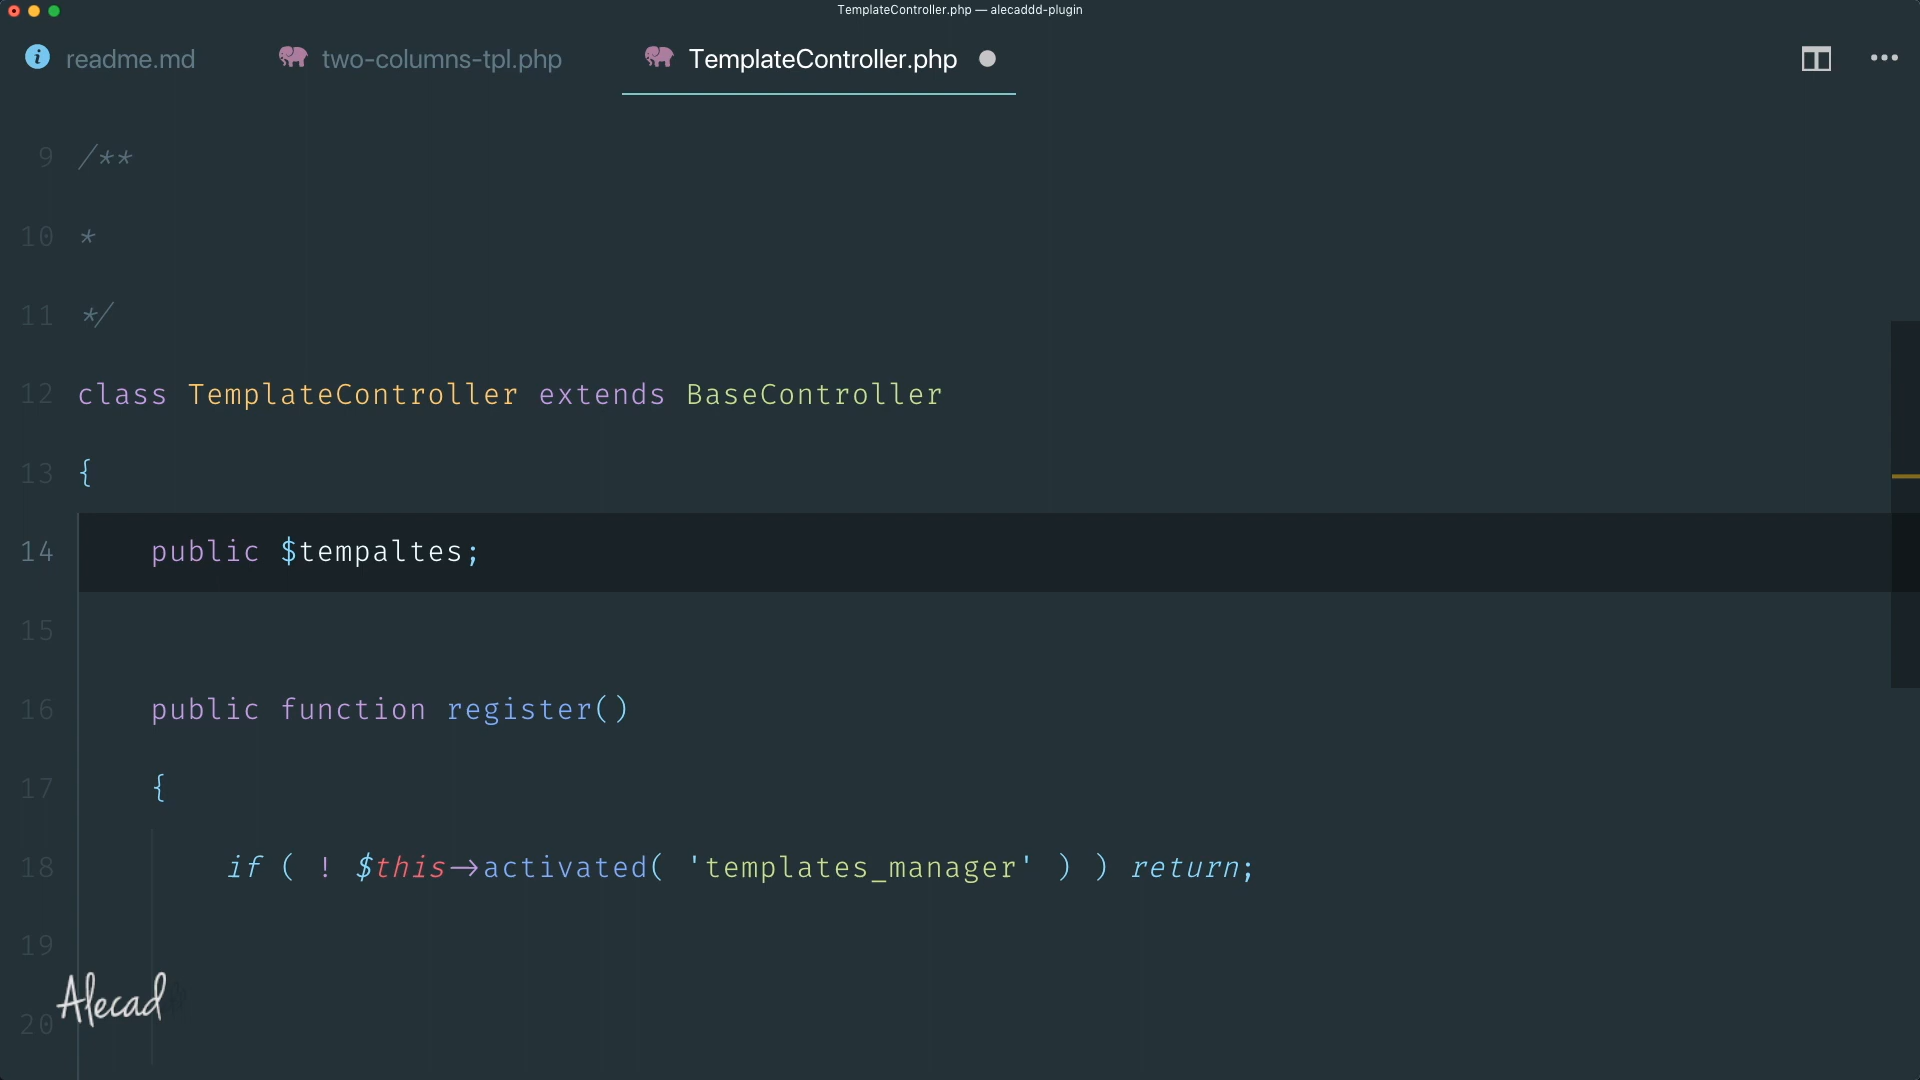 TemplateController.php — alecaddd-plugin
readme.md two-columns-tpl.php TemplateController.php
9 /**
10 *
11 */
12 class TemplateController extends BaseController
13 {
14 public $tempaltes;
15
16 public function register()
17 {
18 if ( ! $this->activated( 'templates_manager' ) ) return;
19
20
Alecad